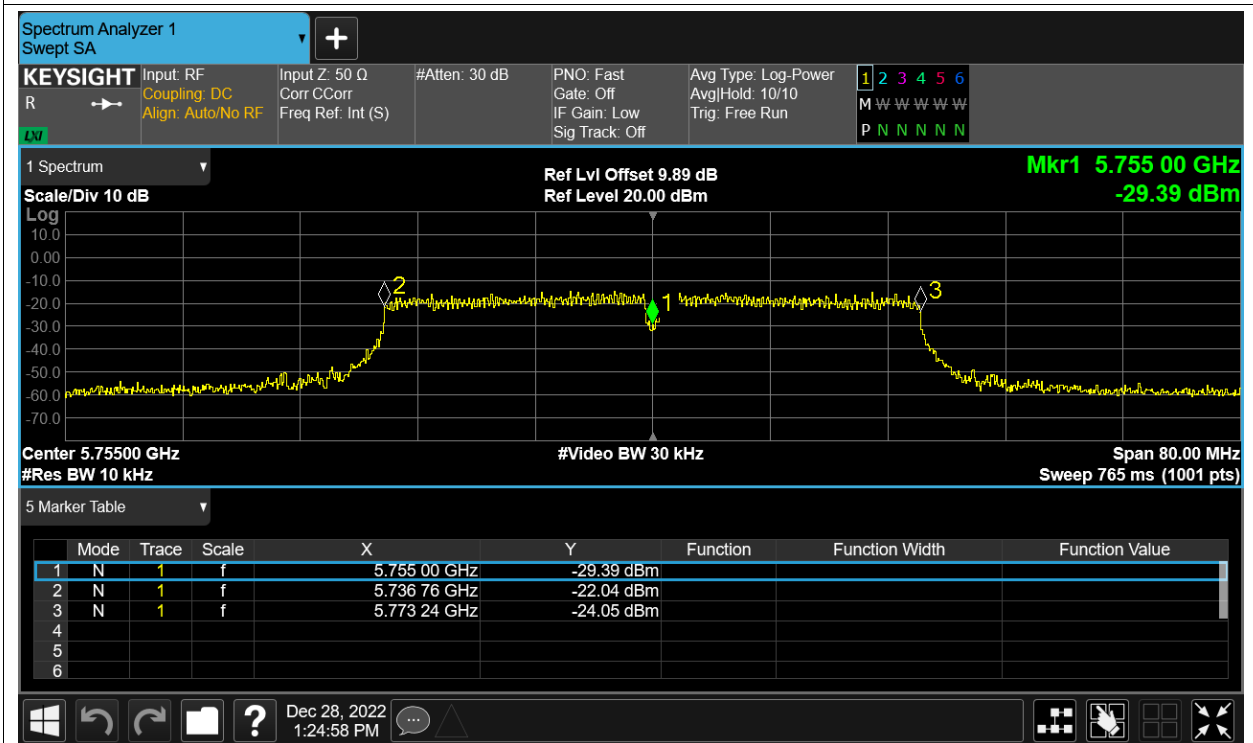 Spectrum Analyzer 1
Swept SA
KEYSIGHT
R
LXI
Input: RF
Coupling: DC
Align: Auto/No RF
Input Z: 50 Ω
Corr CCorr
Freq Ref: Int (S)
#Atten: 30 dB
PNO: Fast
Gate: Off
IF Gain: Low
Sig Track: Off
Avg Type: Log-Power
Avg|Hold: 10/10
Trig: Free Run
1 2 3 4 5 6
M W W W W W
P N N N N N
1 Spectrum
Scale/Div 10 dB
Ref Lvl Offset 9.89 dB
Ref Level 20.00 dBm
Mkr1 5.755 00 GHz
-29.39 dBm
Log
10.0
0.00
-10.0
-20.0
-30.0
-40.0
-50.0
-60.0
-70.0
2
1
3
Center 5.75500 GHz
#Res BW 10 kHz
#Video BW 30 kHz
Span 80.00 MHz
Sweep 765 ms (1001 pts)
5 Marker Table
Mode Trace Scale X Y Function Function Width Function Value
1 N 1 f 5.755 00 GHz -29.39 dBm
2 N 1 f 5.736 76 GHz -22.04 dBm
3 N 1 f 5.773 24 GHz -24.05 dBm
4
5
6
?
Dec 28, 2022
1:24:58 PM